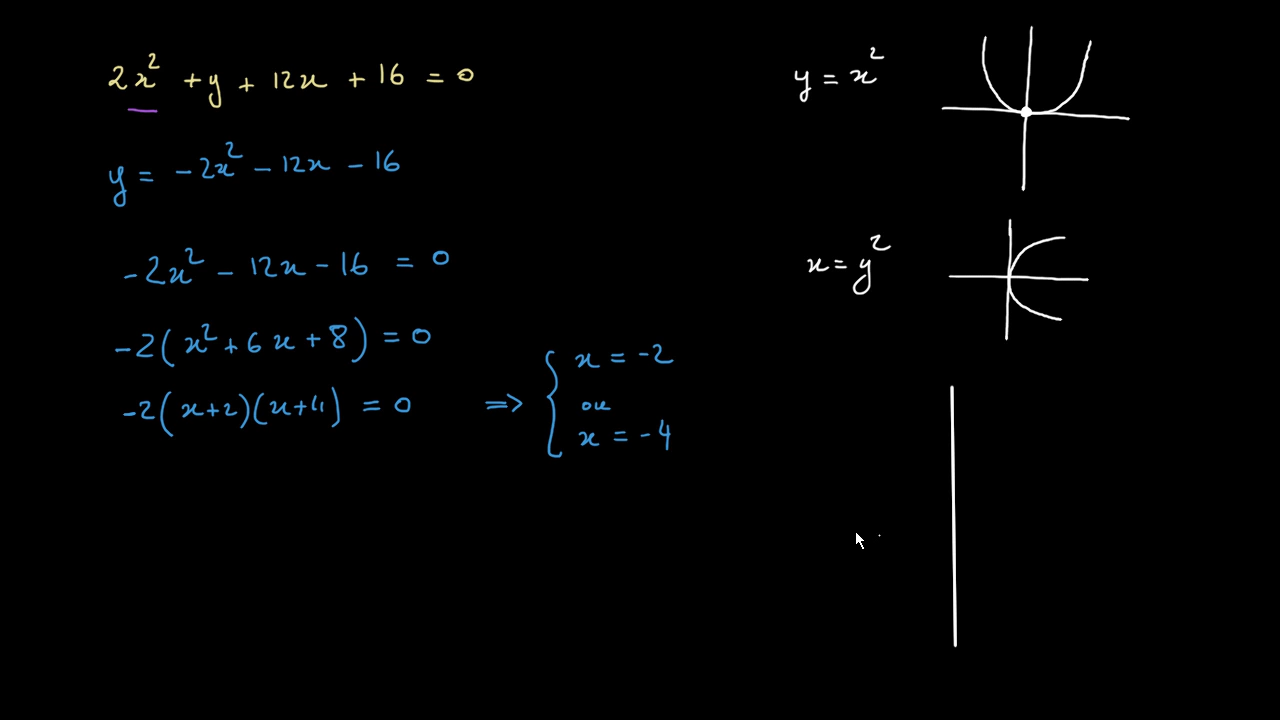 2x² + y + 12x + 16 = 0
y = -2x² - 12x - 16
-2x² - 12x - 16 = 0
-2(x² + 6x + 8) = 0
-2(x+2)(x+4) = 0 => { x = -2
ou
x = -4
y = x²
x = y²